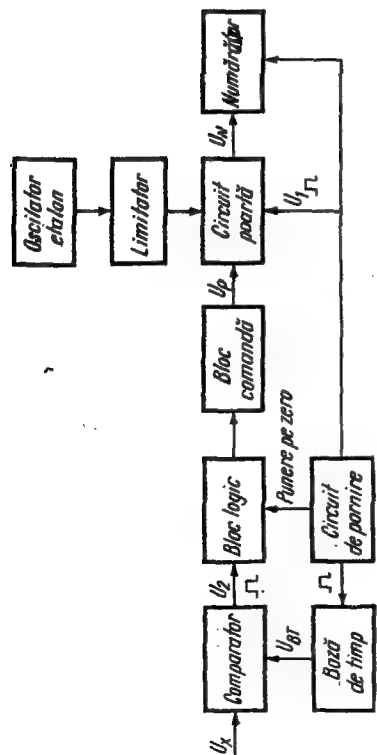 Oscilator
etalon
Limitator
U_X
Comparator
U_2
Bloc logic
Bloc
comandă
U_P
Circuit
poartă
U_N
Numărător
U_BT
Punere pe zero
U_1
Bază
de timp
Circuit
de pornire